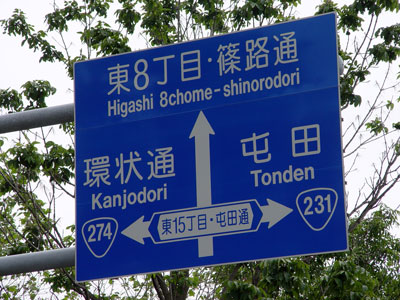 東8丁目・篠路通
Higashi 8chome-shinorodori
環状通
Kanjodori
屯田
Tonden
274
東15丁目・屯田通
231